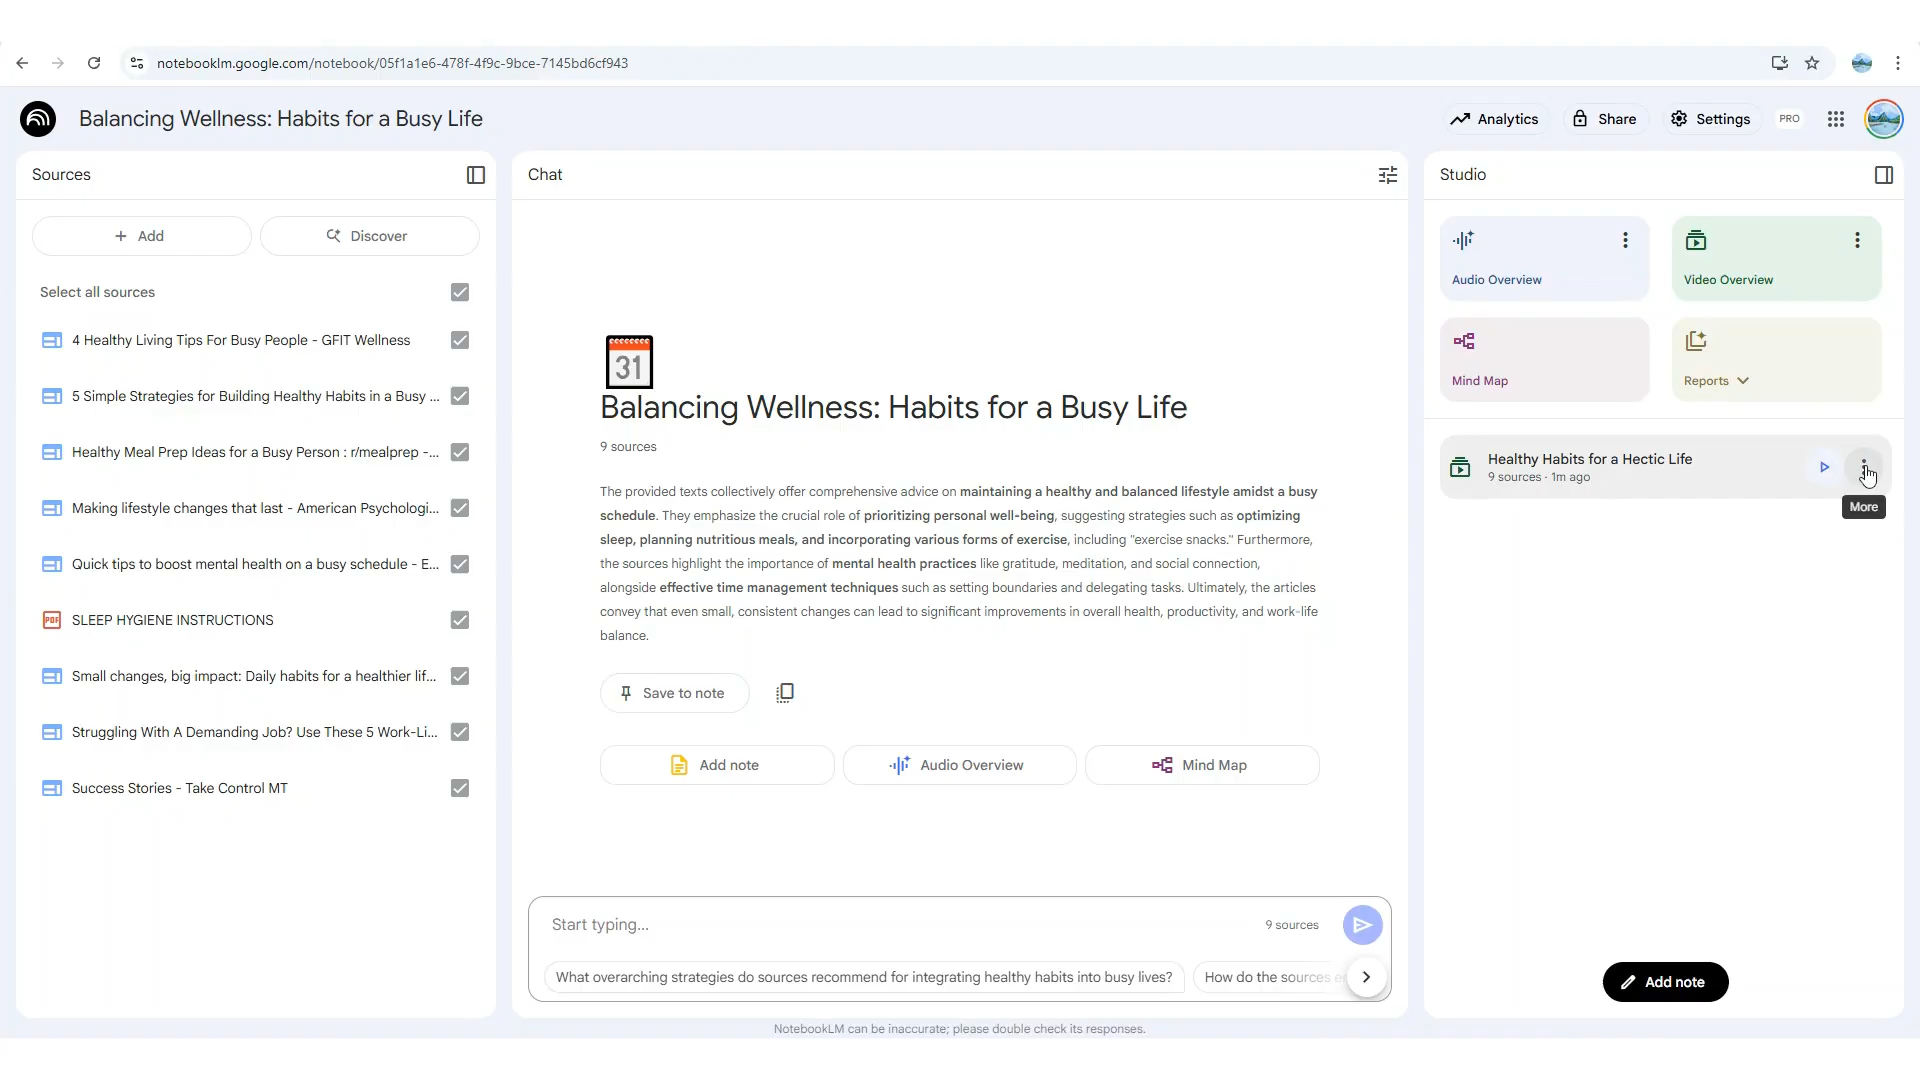 notebooklm.google.com/notebook/05f1a1e6-478f-4f9c-9bce-7145bd6cf943
Balancing Wellness: Habits for a Busy Life
Analytics
Share
Settings
PRO
Sources
Add
Discover
Select all sources
4 Healthy Living Tips For Busy People - GFIT Wellness
5 Simple Strategies for Building Healthy Habits in a Busy ...
Healthy Meal Prep Ideas for a Busy Person : r/mealprep -...
Making lifestyle changes that last - American Psychologi...
Quick tips to boost mental health on a busy schedule - E...
PDF
SLEEP HYGIENE INSTRUCTIONS
Small changes, big impact: Daily habits for a healthier lif...
Struggling With A Demanding Job? Use These 5 Work-Li...
Success Stories - Take Control MT
Chat
31
Balancing Wellness: Habits for a Busy Life
9 sources
The provided texts collectively offer comprehensive advice on maintaining a healthy and balanced lifestyle amidst a busy
schedule. They emphasize the crucial role of prioritizing personal well-being, suggesting strategies such as optimizing
sleep, planning nutritious meals, and incorporating various forms of exercise, including "exercise snacks." Furthermore,
the sources highlight the importance of mental health practices like gratitude, meditation, and social connection,
alongside effective time management techniques such as setting boundaries and delegating tasks. Ultimately, the articles
convey that even small, consistent changes can lead to significant improvements in overall health, productivity, and work-life
balance.
Save to note
Add note
Audio Overview
Mind Map
Start typing...
9 sources
What overarching strategies do sources recommend for integrating healthy habits into busy lives?
How do the sources
NotebookLM can be inaccurate; please double check its responses.
Studio
Audio Overview
Video Overview
Mind Map
Reports
Healthy Habits for a Hectic Life
9 sources · 1m ago
More
Add note